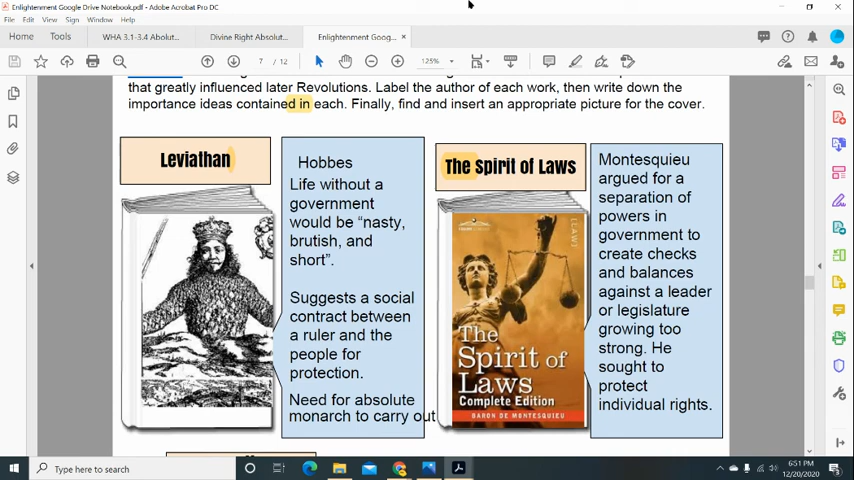 Enlightenment Google Drive Notebook.pdf - Adobe Acrobat Pro DC
File Edit View Sign Window Help
Home Tools WHA 3.1-3.4 Abolut... Divine Right Absolut... Enlightenment Goog... ×
7 / 12 125%
that greatly influenced later Revolutions. Label the author of each work, then write down the
importance ideas contained in each. Finally, find and insert an appropriate picture for the cover.
Leviathan
Hobbes
Life without a
government
would be “nasty,
brutish, and
short”.
Suggests a social
contract between
a ruler and the
people for
protection.
Need for absolute
monarch to carry out
The Spirit of Laws
The
Spirit of
Laws
Complete Edition
BARON DE MONTESQUIEU
Montesquieu
argued for a
separation of
powers in
government to
create checks
and balances
against a leader
or legislature
growing too
strong. He
sought to
protect
individual rights.
Type here to search
6:51 PM
12/20/2020